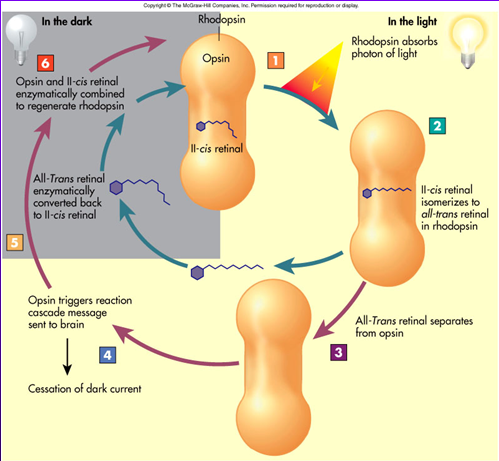 Copyright © The McGraw-Hill Companies, Inc. Permission required for reproduction or display.
In the dark
Rhodopsin
In the light
Opsin
1
Rhodopsin absorbs
photon of light
6
Opsin and II-cis retinal
enzymatically combined
to regenerate rhodopsin
2
II-cis retinal
All-Trans retinal
enzymatically
converted back
to II-cis retinal
II-cis retinal
isomerizes to
all-trans retinal
in rhodopsin
5
Opsin triggers reaction
cascade message
sent to brain
All-Trans retinal separates
from opsin
4
3
Cessation of dark current